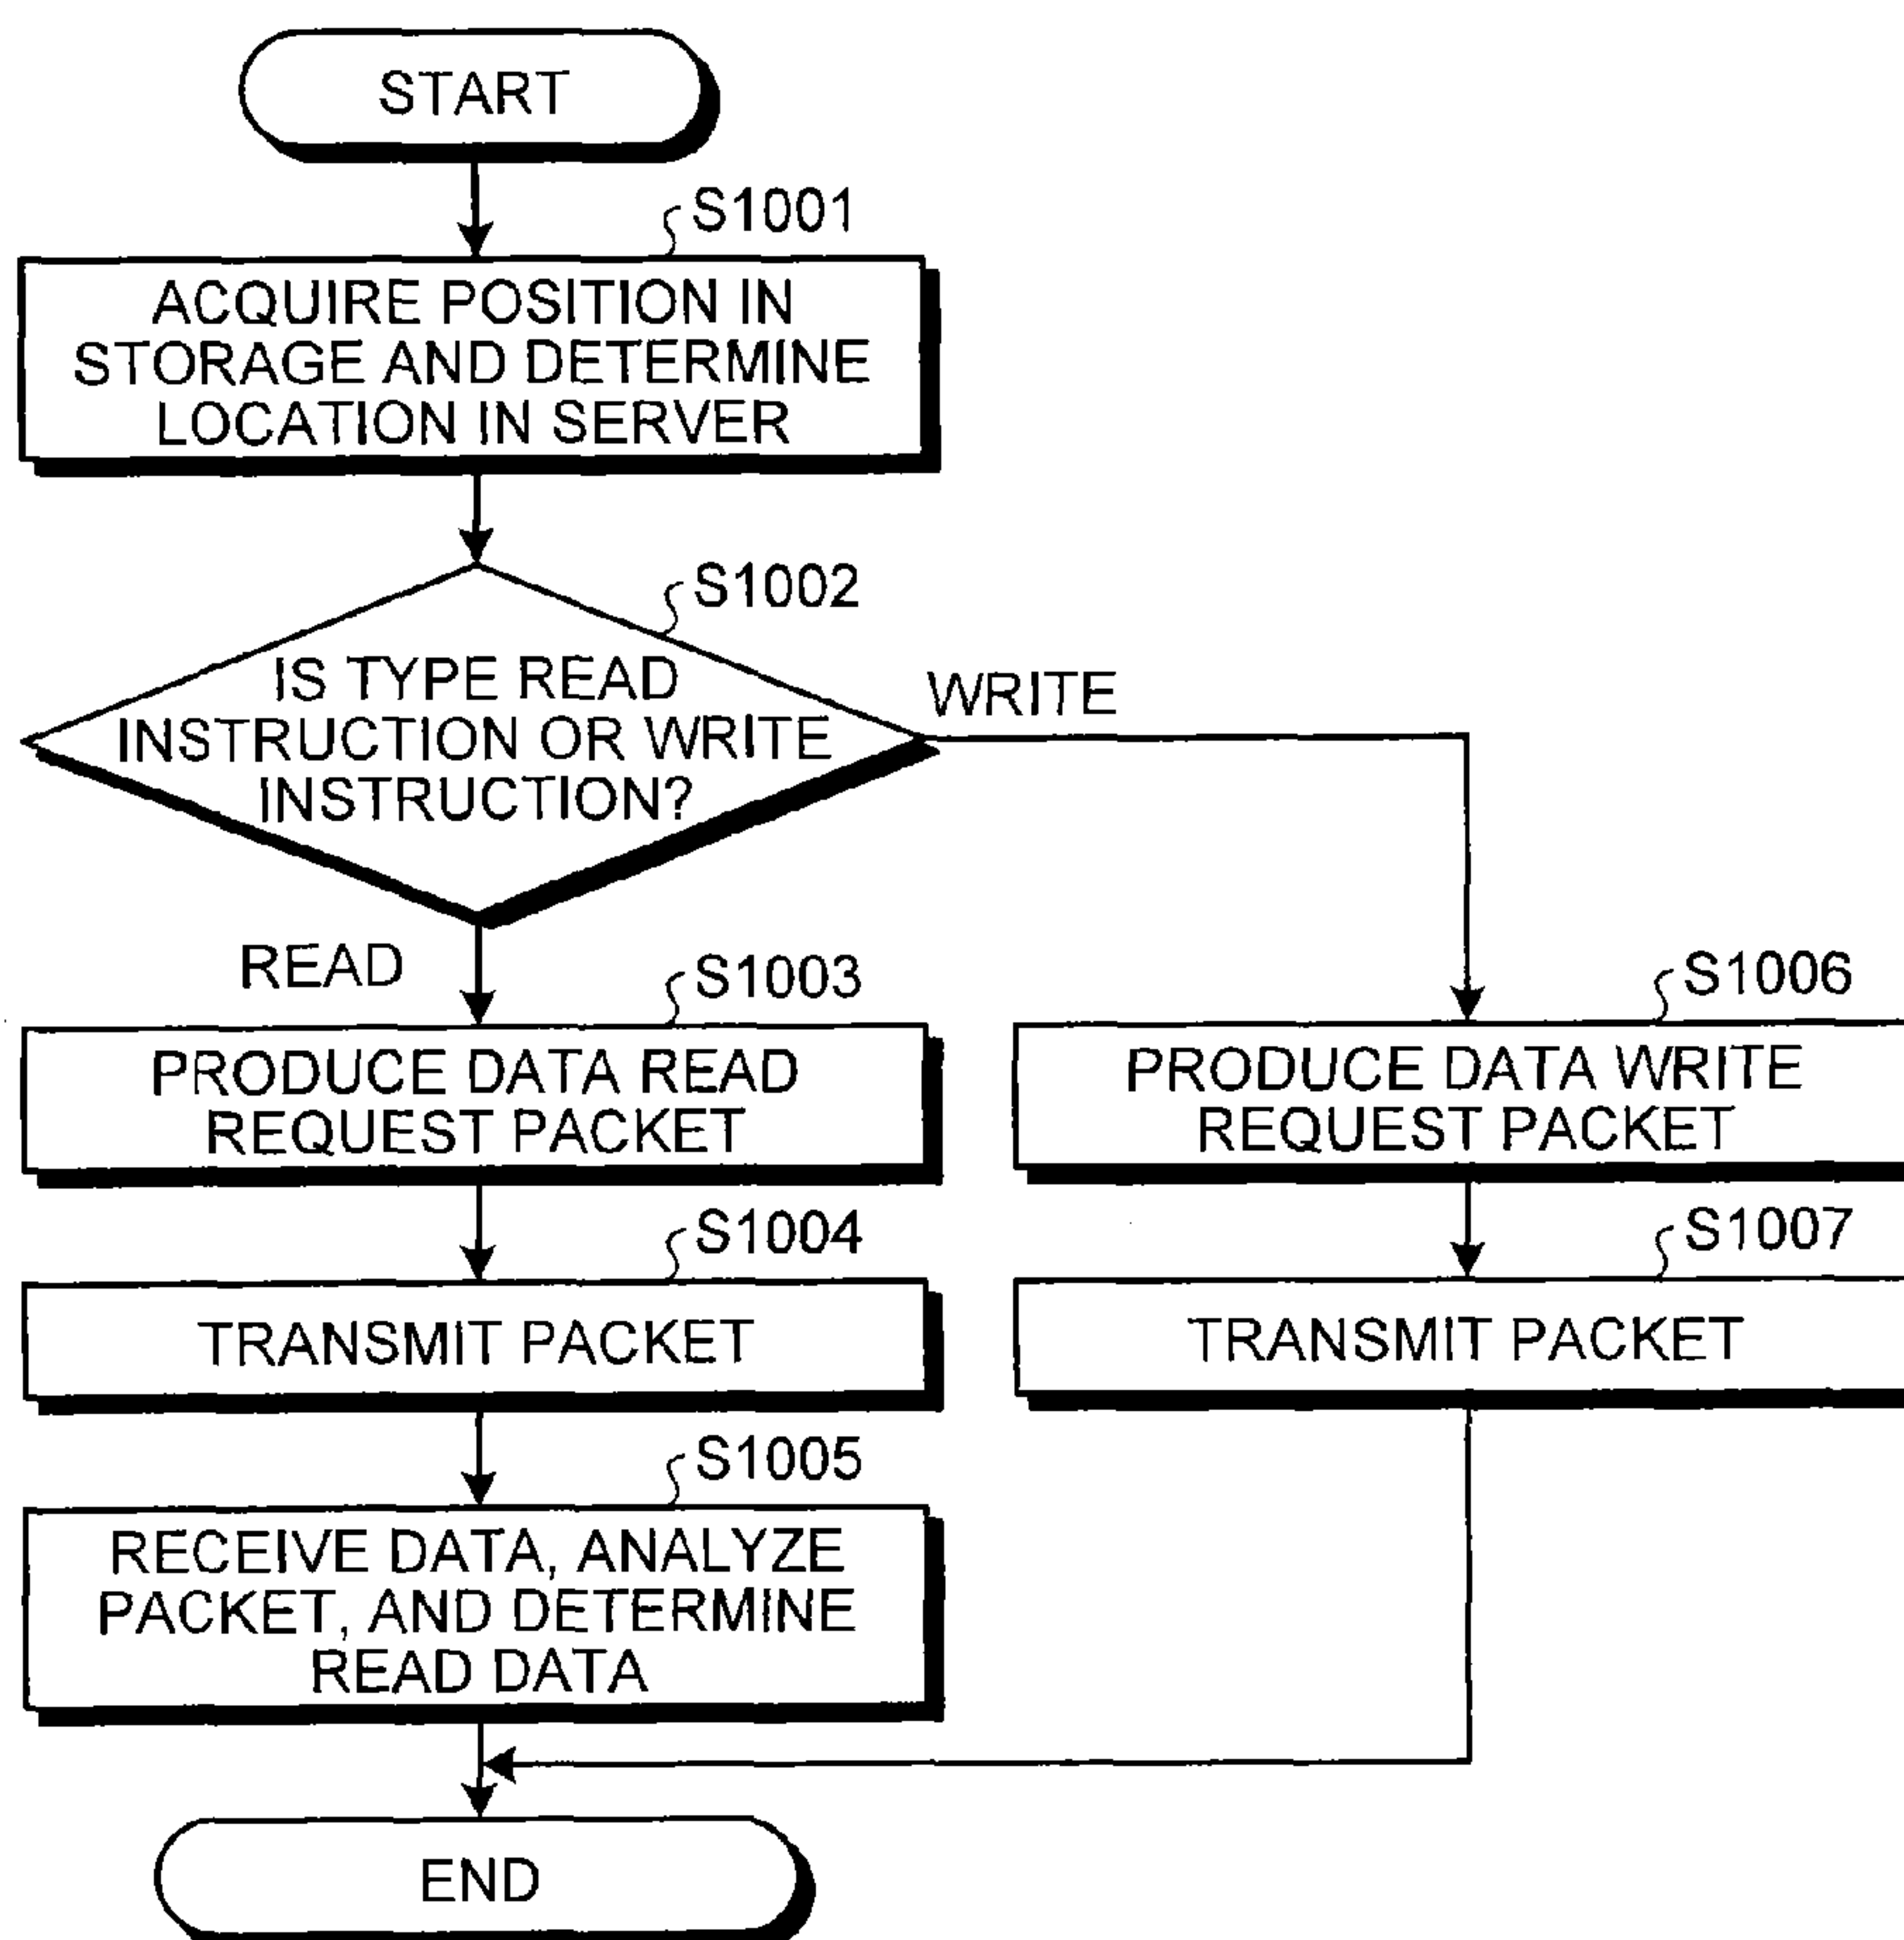 START
S1001
ACQUIRE POSITION IN
STORAGE AND DETERMINE
LOCATION IN SERVER
S1002
IS TYPE READ
INSTRUCTION OR WRITE
INSTRUCTION?
WRITE
READ
S1003
PRODUCE DATA READ
REQUEST PACKET
S1004
TRANSMIT PACKET
S1005
RECEIVE DATA, ANALYZE
PACKET, AND DETERMINE
READ DATA
S1006
PRODUCE DATA WRITE
REQUEST PACKET
S1007
TRANSMIT PACKET
END